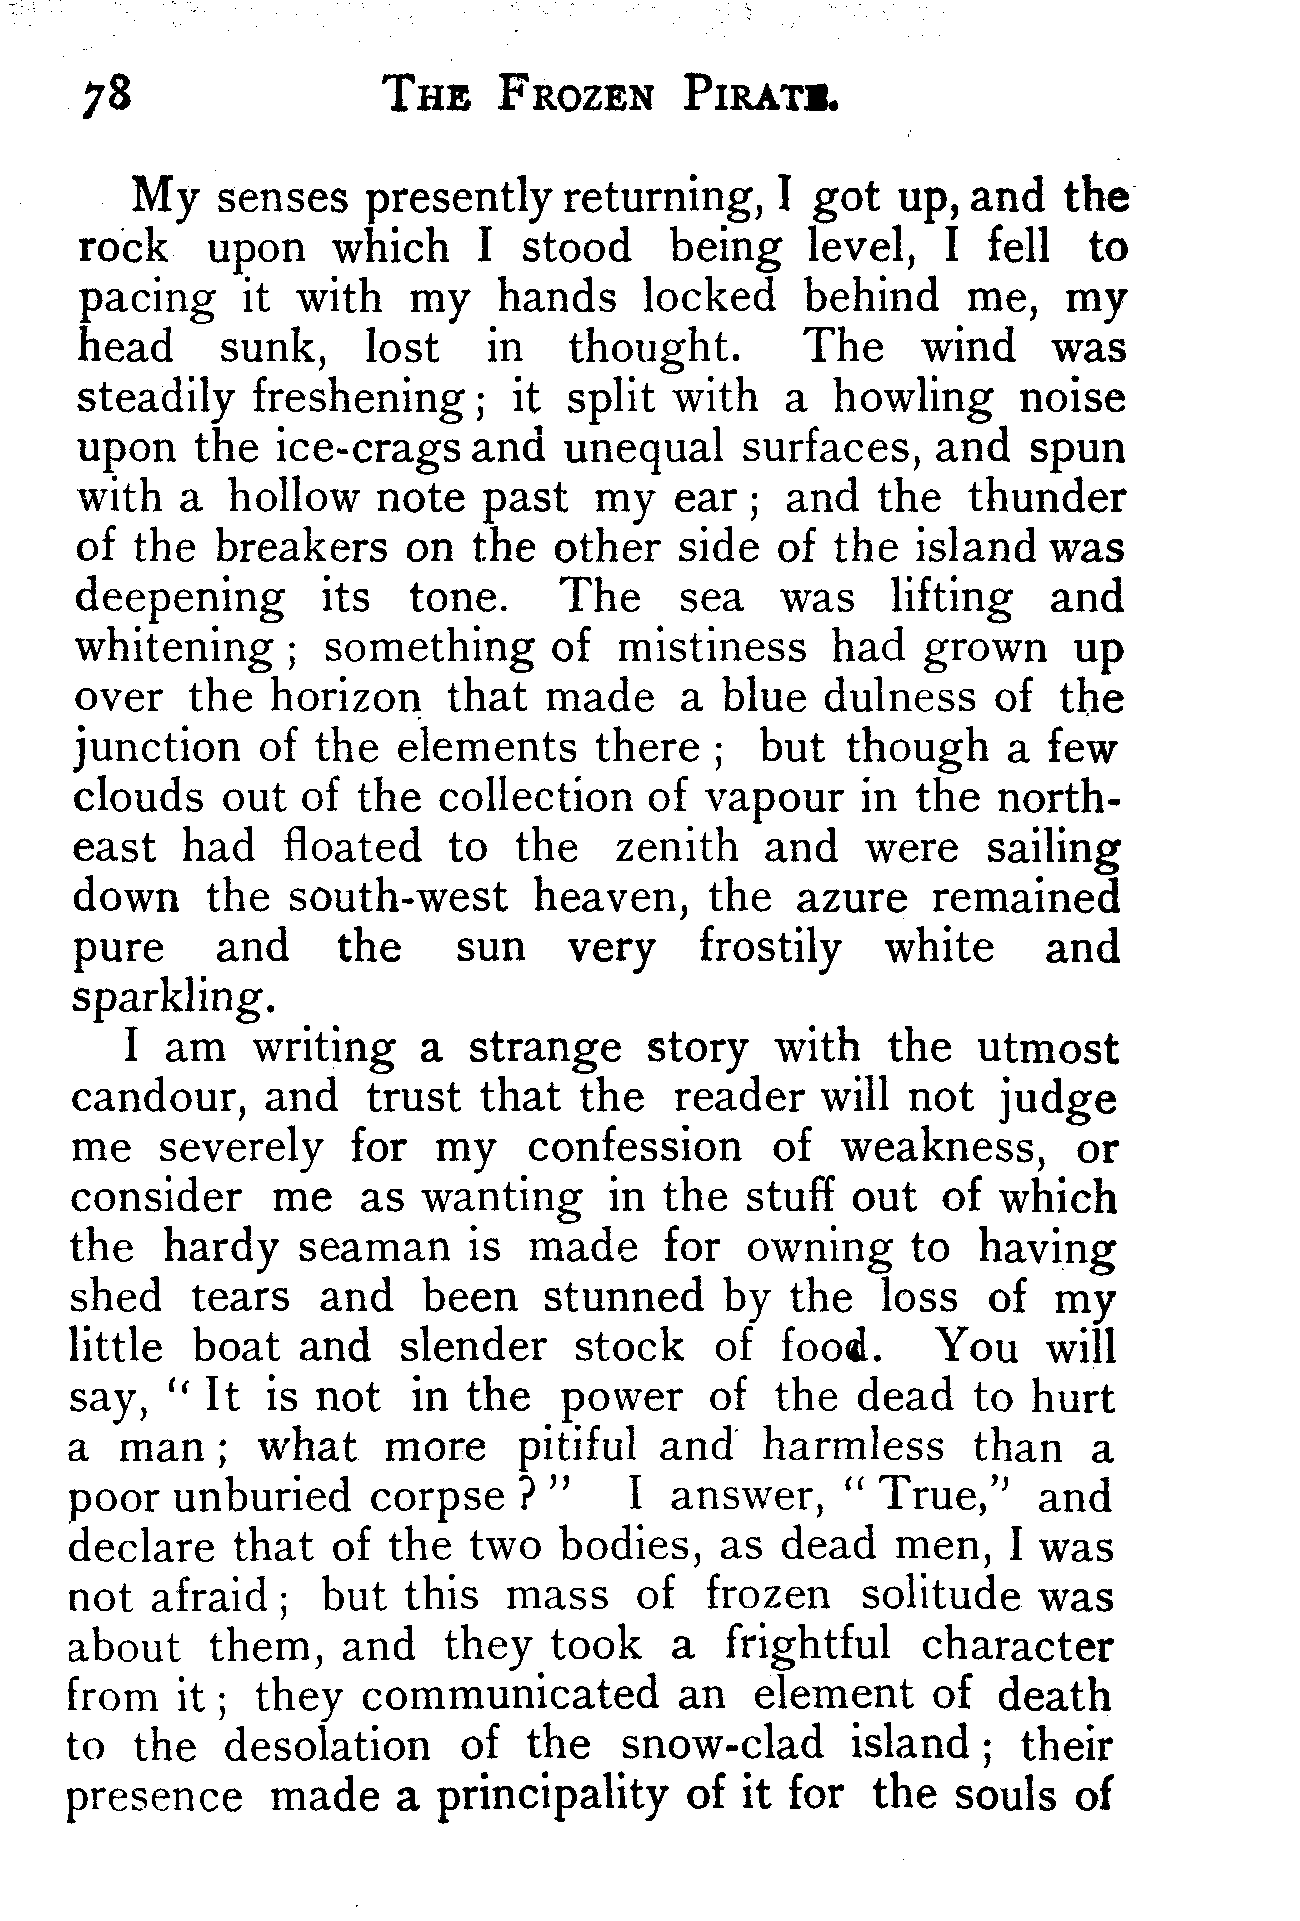 78 THE FROZEN PIRATE.
My senses presently returning, I got up, and the
rock upon which I stood being level, I fell to
pacing it with my hands locked behind me, my
head sunk, lost in thought. The wind was
steadily freshening; it split with a howling noise
upon the ice-crags and unequal surfaces, and spun
with a hollow note past my ear; and the thunder
of the breakers on the other side of the island was
deepening its tone. The sea was lifting and
whitening; something of mistiness had grown up
over the horizon that made a blue dulness of the
junction of the elements there; but though a few
clouds out of the collection of vapour in the north-
east had floated to the zenith and were sailing
down the south-west heaven, the azure remained
pure and the sun very frostily white and
sparkling.
I am writing a strange story with the utmost
candour, and trust that the reader will not judge
me severely for my confession of weakness, or
consider me as wanting in the stuff out of which
the hardy seaman is made for owning to having
shed tears and been stunned by the loss of my
little boat and slender stock of food. You will
say, "It is not in the power of the dead to hurt
a man; what more pitiful and harmless than a
poor unburied corpse?" I answer, "True," and
declare that of the two bodies, as dead men, I was
not afraid; but this mass of frozen solitude was
about them, and they took a frightful character
from it; they communicated an element of death
to the desolation of the snow-clad island; their
presence made a principality of it for the souls of